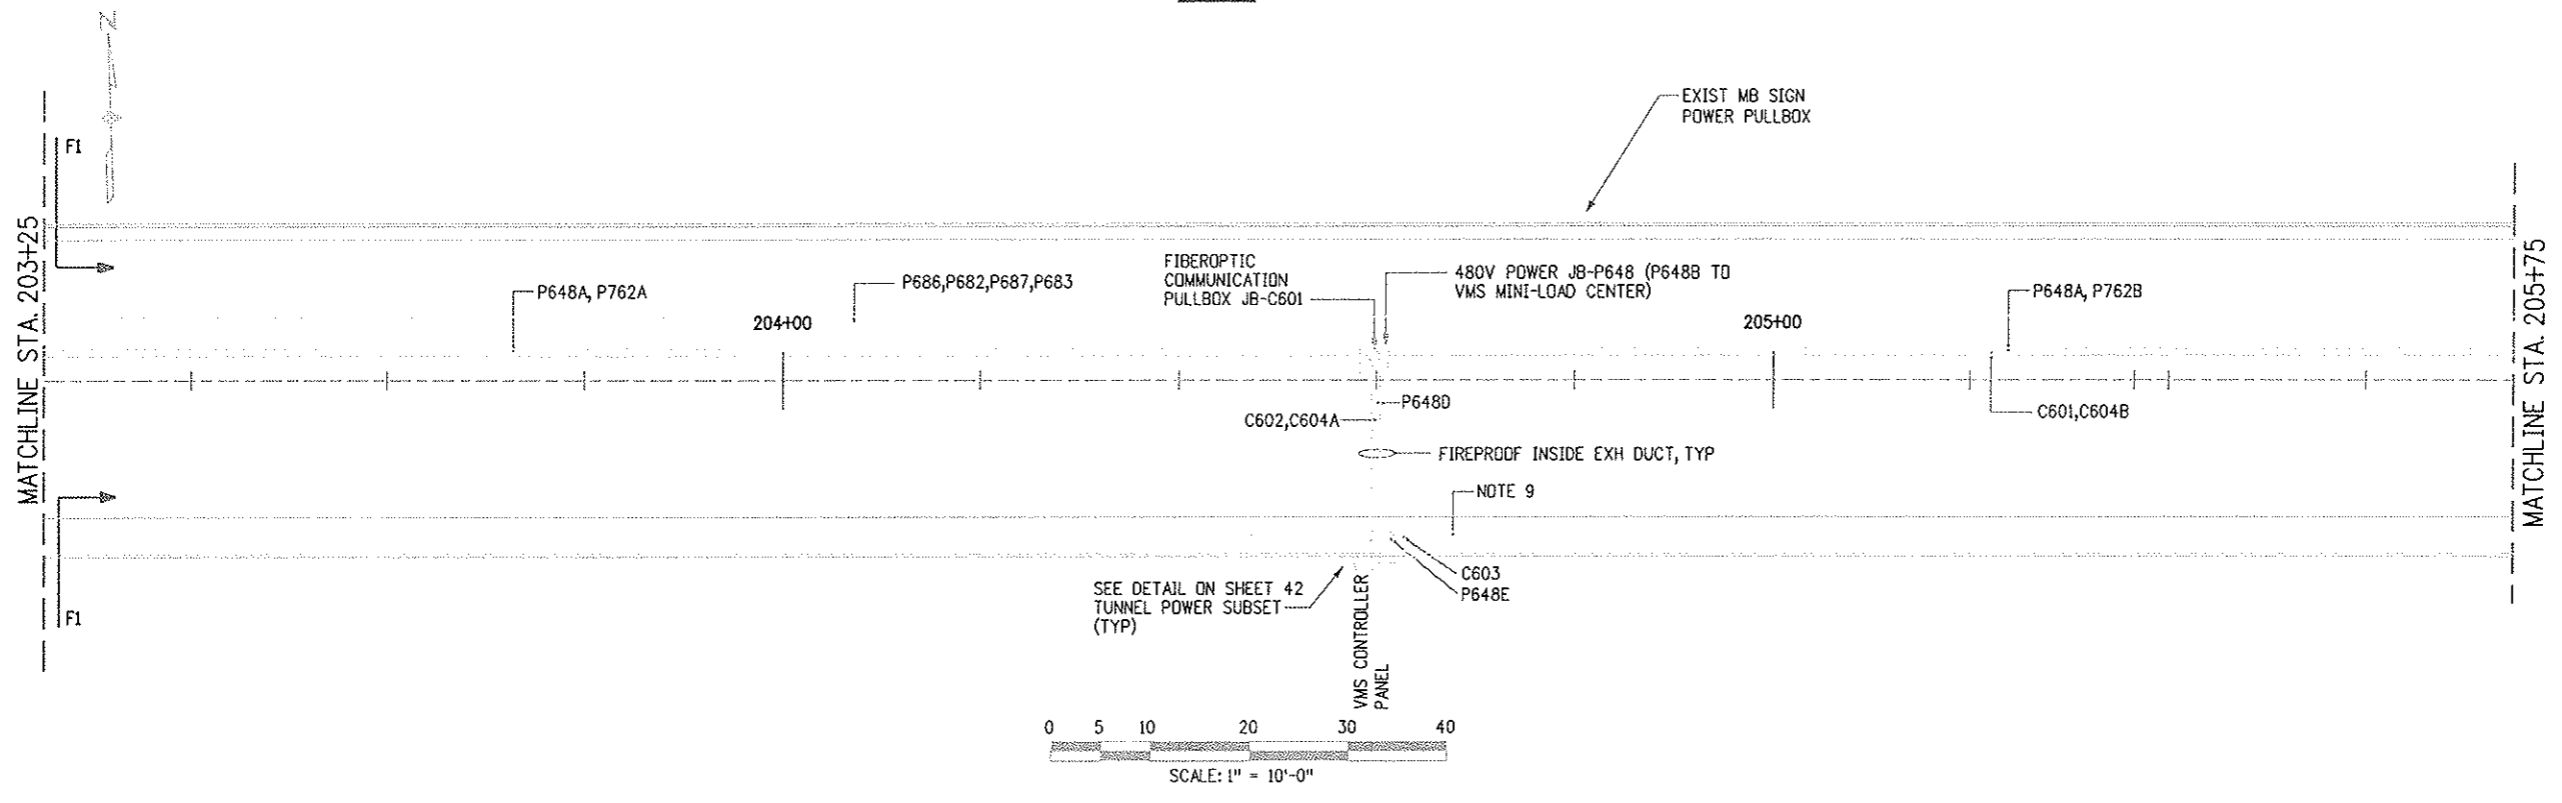 N
EXIST MB SIGN
POWER PULLBOX
F1
MATCHLINE STA. 203+25
MATCHLINE STA. 205+75
FIBEROPTIC
COMMUNICATION
PULLBOX JB-C601
480V POWER JB-P648 (P648B TO
VMS MINI-LOAD CENTER)
P648A, P762A
P686,P682,P687,P683
P648A, P762B
204+00
205+00
P648D
C602,C604A
C601,C604B
FIREPROOF INSIDE EXH DUCT, TYP
NOTE 9
C603
P648E
SEE DETAIL ON SHEET 42
TUNNEL POWER SUBSET
(TYP)
F1
VMS CONTROLLER
PANEL
0 5 10 20 30 40
SCALE: 1" = 10'-0"